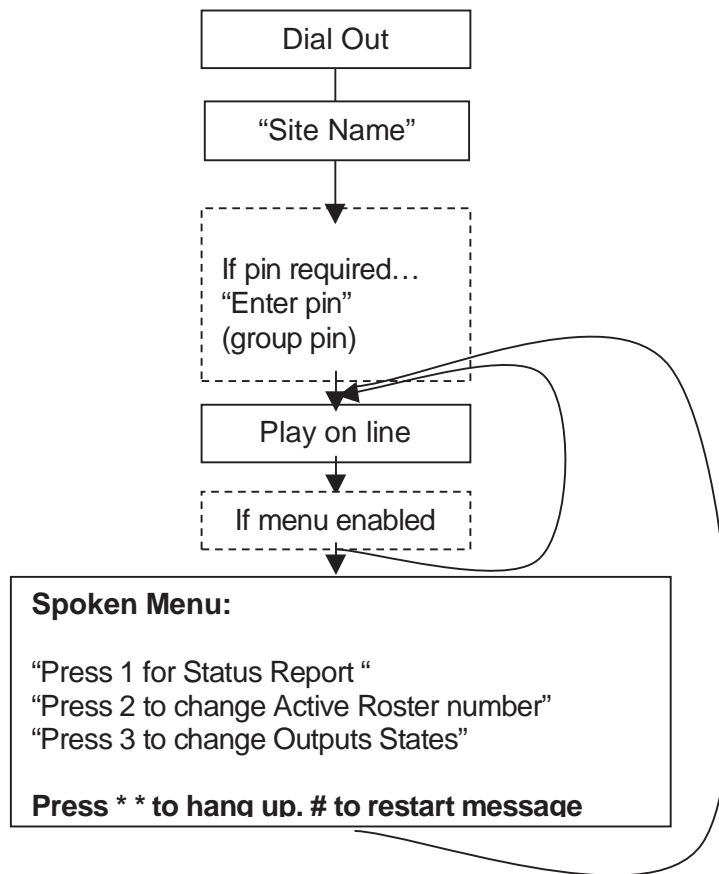 Dial Out
“Site Name”
If pin required…
“Enter pin”
(group pin)
Play on line
If menu enabled
Spoken Menu:
“Press 1 for Status Report “
“Press 2 to change Active Roster number”
“Press 3 to change Outputs States”
Press * * to hang up. # to restart message